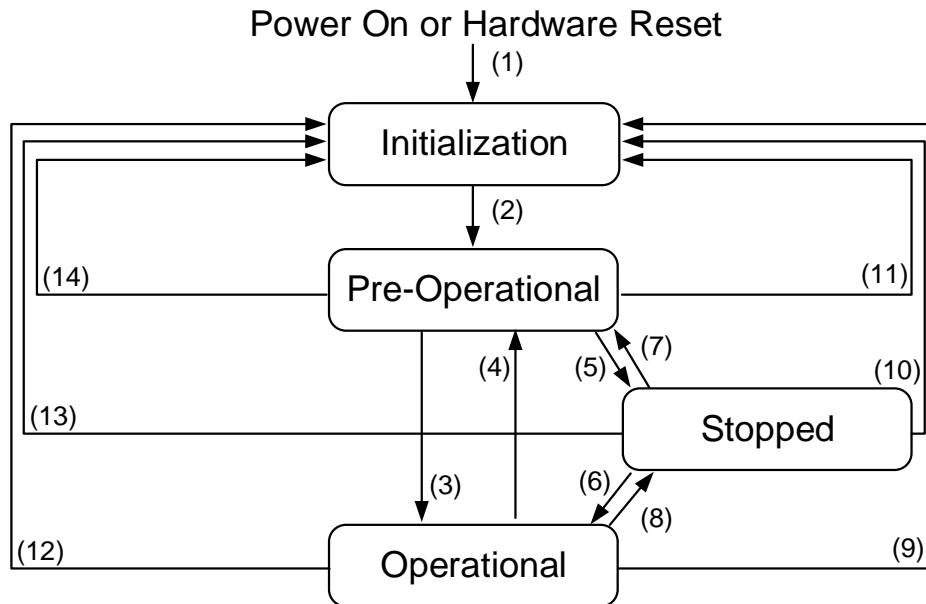 Power On or Hardware Reset
(1)
Initialization
(2)
(14)
Pre-Operational
(11)
(4)
(5)
(7)
(10)
(13)
Stopped
(3)
(6)
(8)
(12)
Operational
(9)